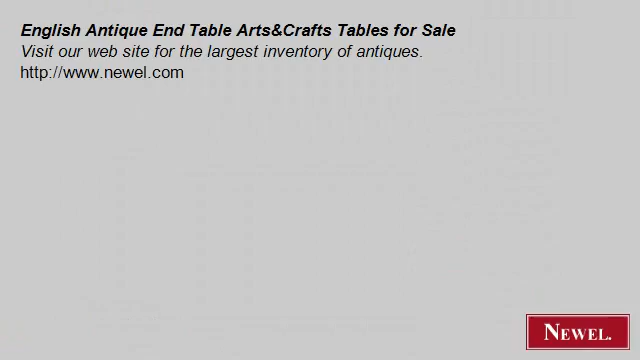 English Antique End Table Arts&Crafts Tables for Sale
Visit our web site for the largest inventory of antiques.
http://www.newel.com
NEWEL.